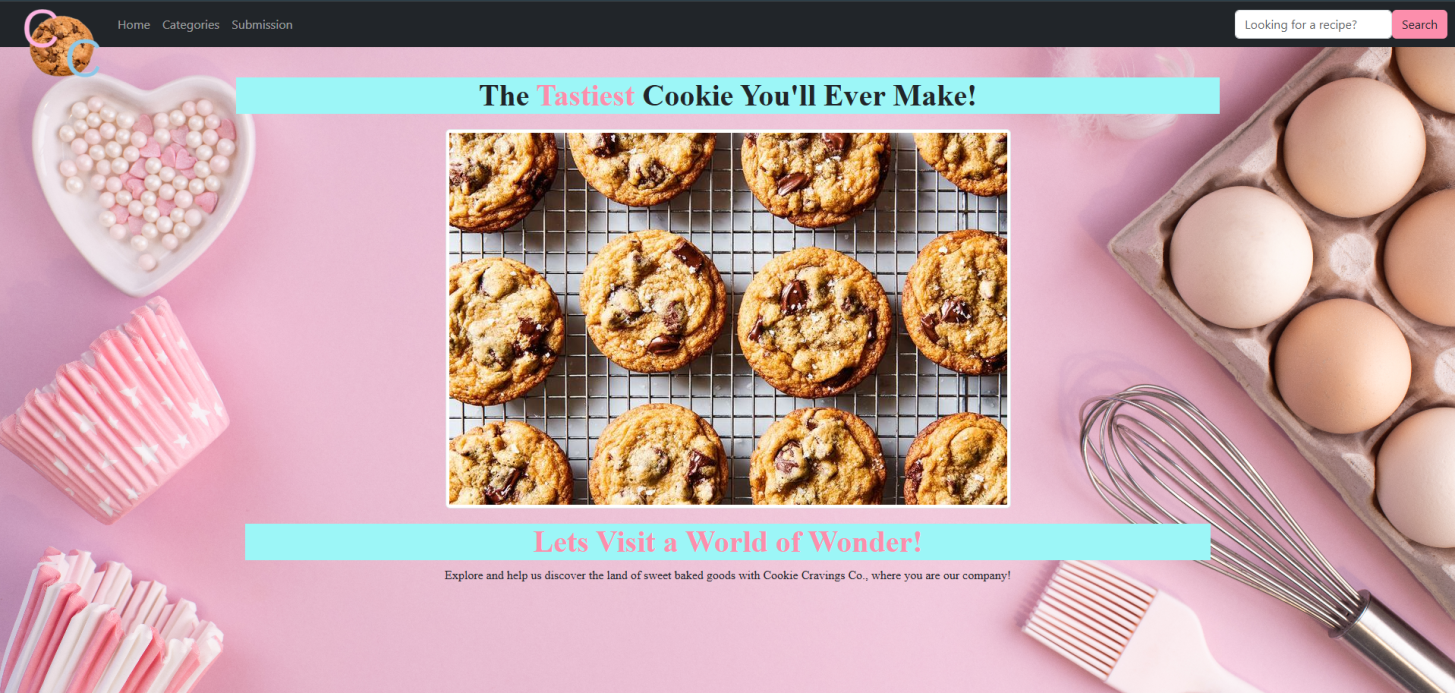 C
C
Home Categories Submission
Looking for a recipe? Search
The Tastiest Cookie You'll Ever Make!
Lets Visit a World of Wonder!
Explore and help us discover the land of sweet baked goods with Cookie Cravings Co., where you are our company!